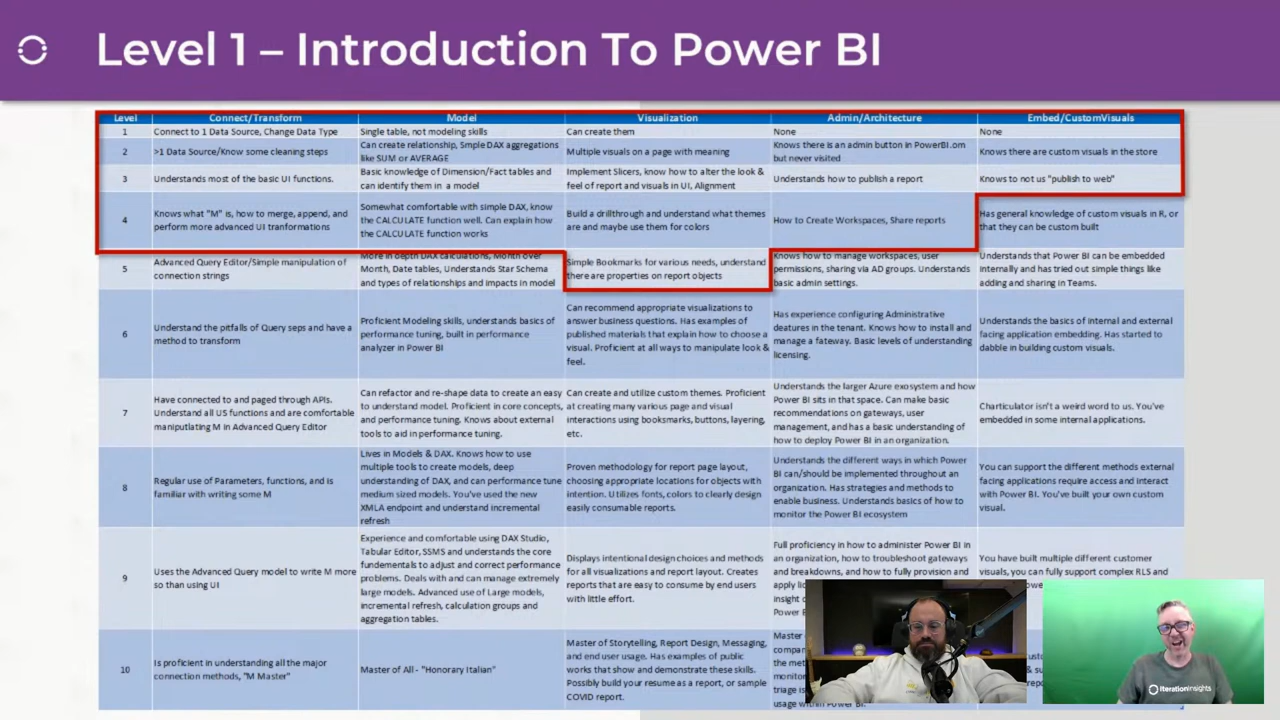 Level 1 – Introduction To Power BI
Level Connect/Transform Model Visualization Admin/Architecture Embed/CustomVisuals
1 Connect to 1 Data Source, Change Data Type Single table, not modeling skills Can create them None None
2 >1 Data Source/Know some cleaning steps
Can create relationship, Smple DAX aggregations
like SUM or AVERAGE
Multiple visuals on a page with meaning
Knows there is an admin button in PowerBI.om
but never visited
Knows there are custom visuals in the store
3 Understands most of the basic UI functions.
Basic knowledge of Dimension/Fact tables and
can identify them in a model
Implement Slicers, know how to alter the look &
feel of report and visuals in UI, Alignment
Understands how to publish a report
Knows to not us "publish to web"
4
Knows what "M" is, how to merge, append, and
perform more advanced UI tranformations
Somewhat comfortable with simple DAX, know
the CALCULATE function well. Can explain how
the CALCULATE function works
Build a drillthrough and understand what themes
are and maybe use them for colors
How to Create Workspaces, Share reports
Has general knowledge of custom visuals in R, or
that they can be custom built
5
Advanced Query Editor/Simple manipulation of
connection strings
More in depth DAX calculations, Month over
Month, Date tables, Understands Star Schema
and types of relationships and impacts in model
Simple Bookmarks for various needs, understand
there are properties on report objects
Knows how to manage workspaces, user
permissions, sharing via AD groups. Understands
basic admin settings.
Understands that Power BI can be embedded
internally and has tried out simple things like
adding and sharing in Teams.
6
Understand the pitfalls of Query seps and have a
method to transform
Proficient Modeling skills, understands basics of
performance tuning, built in performance
analyzer in Power BI
Can recommend appropriate visualizations to
answer business questions. Has examples of
published materials that explain how to choose a
visual. Proficient at all ways to manipulate look &
feel.
Has experience configuring Administrative
deatures in the tenant. Knows how to install and
manage a fateway. Basic levels of understanding
licensing.
Understands the basics of internal and external
facing application embedding. Has started to
dabble in building custom visuals.
7
Have connected to and paged through APIs.
Understand all US functions and are comfortable
maniputlating M in Advanced Query Editor
Can refactor and re-shape data to create an easy
to understand model. Proficient in core concepts,
and performance tuning. Knows about external
tools to aid in performance tuning.
Can create and utilize custom themes. Proficient
at creating many various page and visual
interactions using booksmarks, buttons, layering,
etc.
Understands the larger Azure exosystem and how
Power BI sits in that space. Can make basic
recommendations on gateways, user
management, and has a basic understanding of
how to deploy Power BI in an organization.
Charticulator isn't a weird word to us. You've
embedded in some internal applications.
8
Regular use of Parameters, functions, and is
familiar with writing some M
Lives in Models & DAX. Knows how to use
multiple tools to create models, deep
understanding of DAX, and can performance tune
medium sized models. You've used the new
XMLA endpoint and understand incremental
refresh
Proven methodology for report page layout,
choosing appropriate locations for objects with
intention. Utilizes fonts, colors to clearly design
easily consumable reports.
Understands the different ways in which Power
BI can/should be implemented throughout an
organization. Has strategies and methods to
enable business. Understands basics of how to
monitor the Power BI ecosystem
You can support the different methods external
facing applications require access and interact
with Power BI. You've built your own custom
visual.
9
Uses the Advanced Query model to write M more
so than using UI
Experience and comfortable using DAX Studio,
Tabular Editor, SSMS and understands the core
fundementals to adjust and correct performance
problems. Deals with and can manage extremely
large models. Advanced use of Large models,
incremental refresh, calculation groups and
aggregation tables.
Displays intentional design choices and methods
for all visualizations and report layout. Creates
reports that are easy to consume by end users
with little effort.
Full proficiency in how to administer Power BI in
an organization, how to troubleshoot gateways
and breakdowns, and how to fully provision and
apply
insight
Power
You have built multiple different customer
visuals, you can fully support complex RLS and
10
Is proficient in understanding all the major
connection methods, "M Master"
Master of All - "Honorary Italian"
Master of Storytelling, Report Design, Messaging,
and end user usage. Has examples of public
works that show and demonstrate these skills.
Possibly build your resume as a report, or sample
COVID report.
Master
the
triage is
usage within Power BI.
IterationInsights